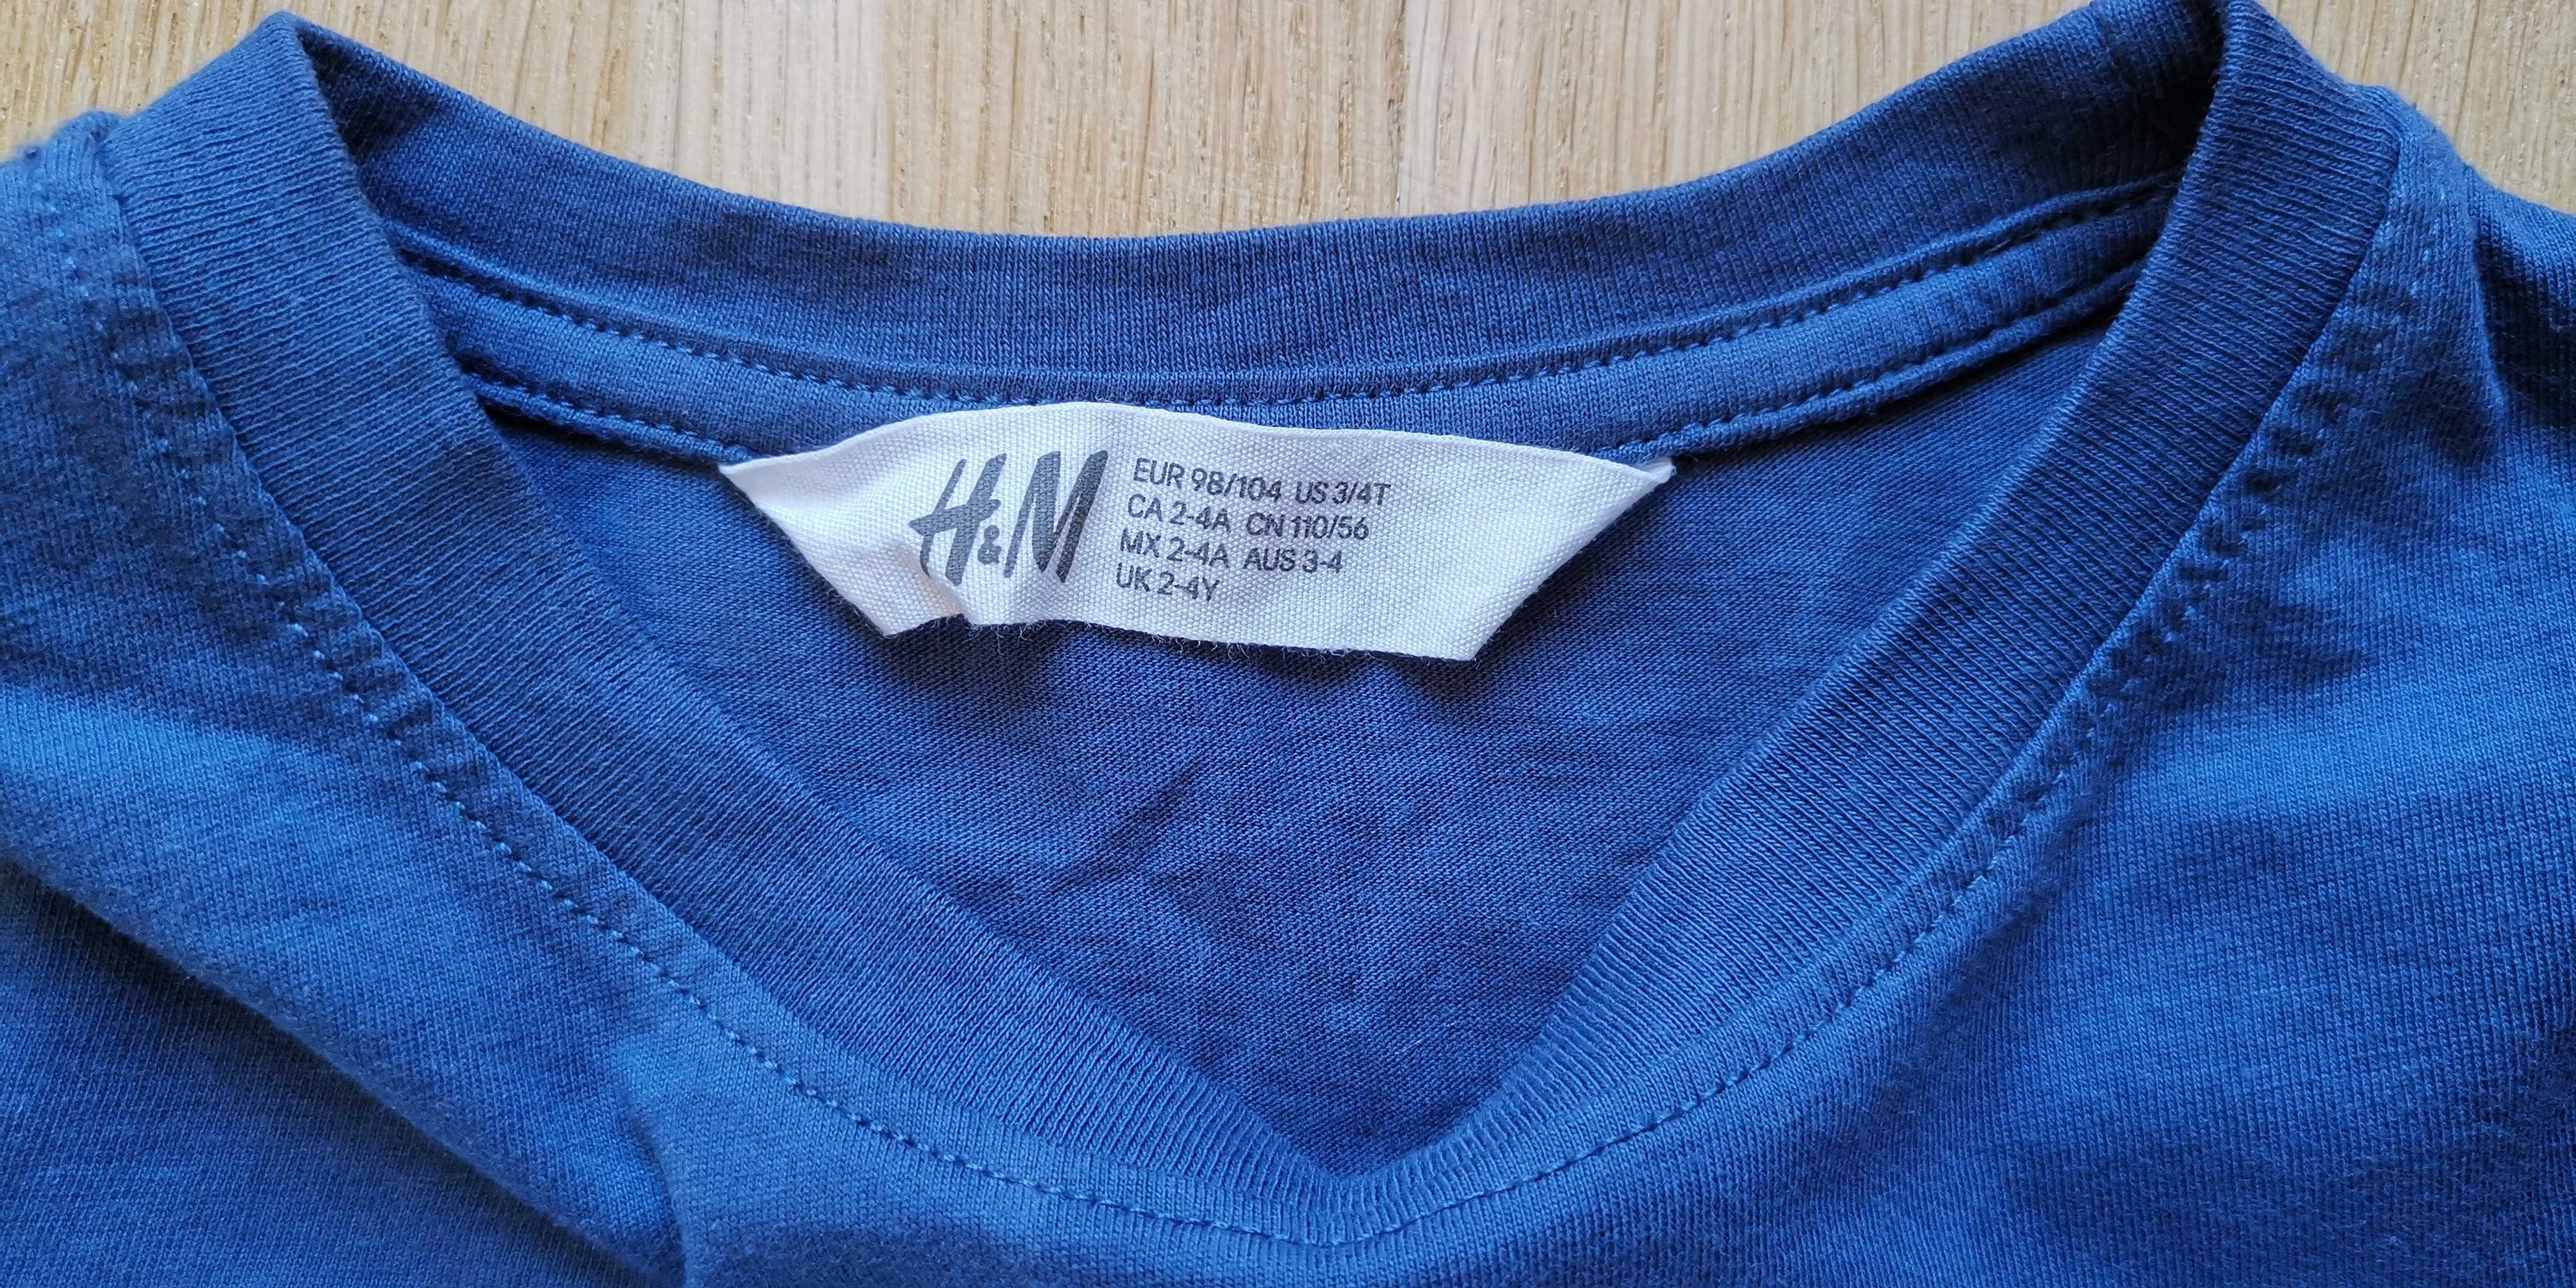 H&M
EUR 98/104 US 3/4T
CA 2-4A CN 110/56
MX 2-4A AUS 3-4
UK 2-4Y